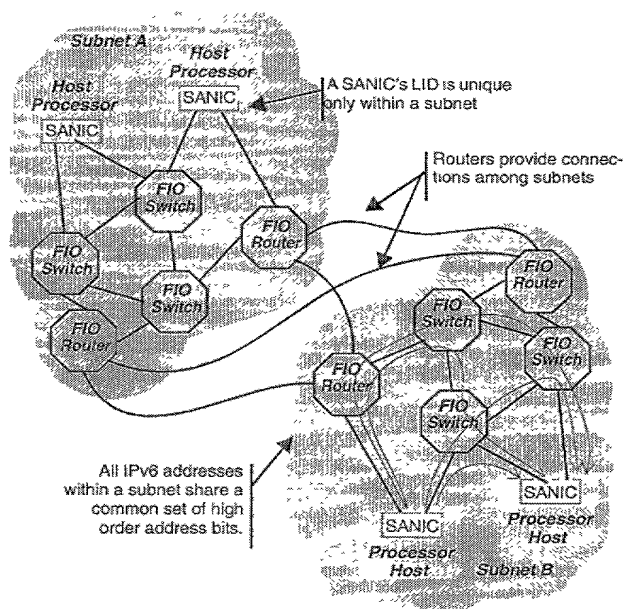 Subnet A
Host
Processor
SANIC
Host
Processor
SANIC
A SANIC's LID is unique
only within a subnet
Routers provide connec-
tions among subnets
FIO
Switch
FIO
Router
FIO
Switch
FIO
Switch
FIO
Router
FIO
Router
FIO
Switch
FIO
Switch
FIO
Router
FIO
Switch
All IPv6 addresses
within a subnet share a
common set of high
order address bits.
SANIC
Processor
Host
SANIC
Processor
Host
Subnet B